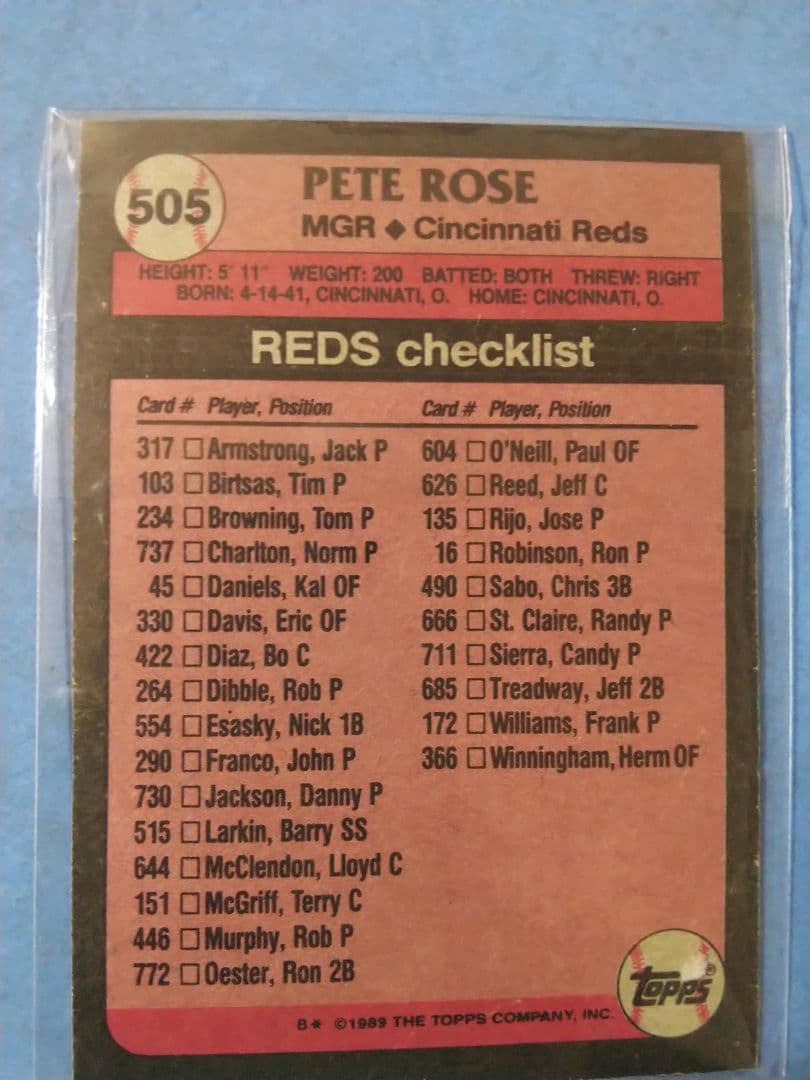 505
PETE ROSE
MGR ◆ Cincinnati Reds
HEIGHT: 5' 11" WEIGHT: 200 BATTED: BOTH THREW: RIGHT
BORN: 4-14-41, CINCINNATI, O. HOME: CINCINNATI, O.
REDS checklist
Card # Player, Position
317 □ Armstrong, Jack P
103 □ Birtsas, Tim P
234 □ Browning, Tom P
737 □ Charlton, Norm P
45 □ Daniels, Kal OF
330 □ Davis, Eric OF
422 □ Diaz, Bo C
264 □ Dibble, Rob P
554 □ Esasky, Nick 1B
290 □ Franco, John P
730 □ Jackson, Danny P
515 □ Larkin, Barry SS
644 □ McClendon, Lloyd C
151 □ McGriff, Terry C
446 □ Murphy, Rob P
772 □ Oester, Ron 2B
Card # Player, Position
604 □ O'Neill, Paul OF
626 □ Reed, Jeff C
135 □ Rijo, Jose P
16 □ Robinson, Ron P
490 □ Sabo, Chris 3B
666 □ St. Claire, Randy P
711 □ Sierra, Candy P
685 □ Treadway, Jeff 2B
172 □ Williams, Frank P
366 □ Winningham, Herm OF
topps®
8* ©1989 THE TOPPS COMPANY, INC.